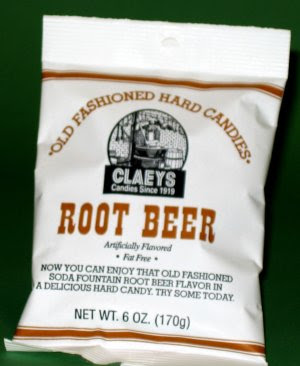 • OLD FASHIONED HARD CANDIES •
CLAEYS
Candies Since 1919
ROOT BEER
Artificially Flavored
• Fat Free •
NOW YOU CAN ENJOY THAT OLD FASHIONED
SODA FOUNTAIN ROOT BEER FLAVOR IN
A DELICIOUS HARD CANDY. TRY SOME TODAY.
NET WT. 6 OZ. (170g)